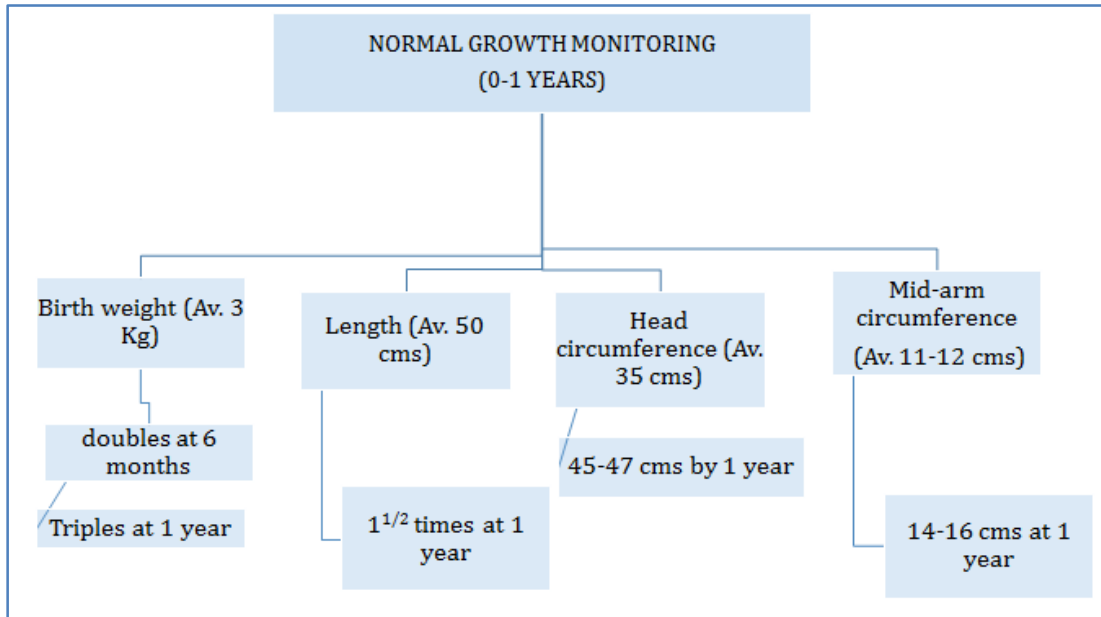 NORMAL GROWTH MONITORING
(0-1 YEARS)
Birth weight (Av. 3
Kg)
doubles at 6
months
Triples at 1 year
Length (Av. 50
cms)
1^1/2 times at 1
year
Head
circumference (Av.
35 cms)
45-47 cms by 1 year
Mid-arm
circumference
(Av. 11-12 cms)
14-16 cms at 1
year